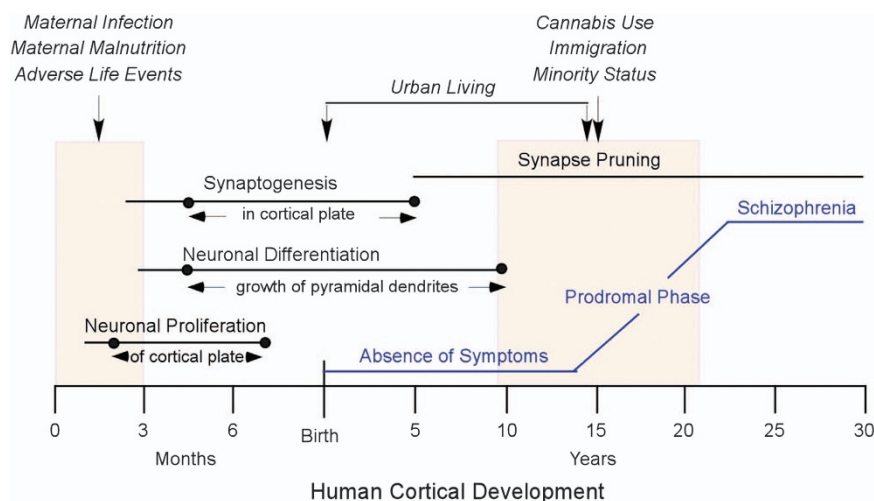 Maternal Infection
Maternal Malnutrition
Adverse Life Events
Cannabis Use
Immigration
Minority Status
Urban Living
Synapse Pruning
Synaptogenesis
in cortical plate
Schizophrenia
Neuronal Differentiation
growth of pyramidal dendrites
Prodromal Phase
Neuronal Proliferation
of cortical plate
Absence of Symptoms
0 3 6 Birth 5 10 15 20 25 30
Months Years
Human Cortical Development